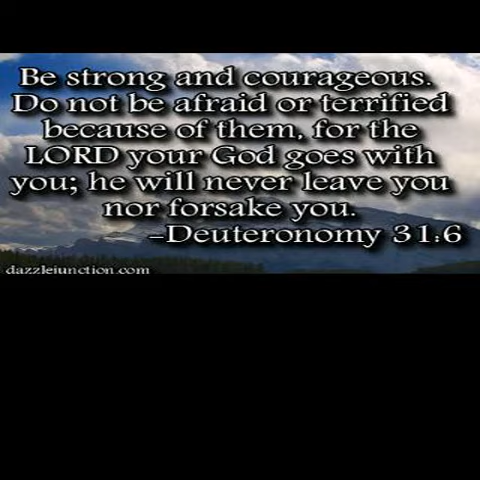 Be strong and courageous.
Do not be afraid or terrified
because of them, for the
LORD your God goes with
you; he will never leave you
nor forsake you.
-Deuteronomy 31:6
dazzlejunction.com